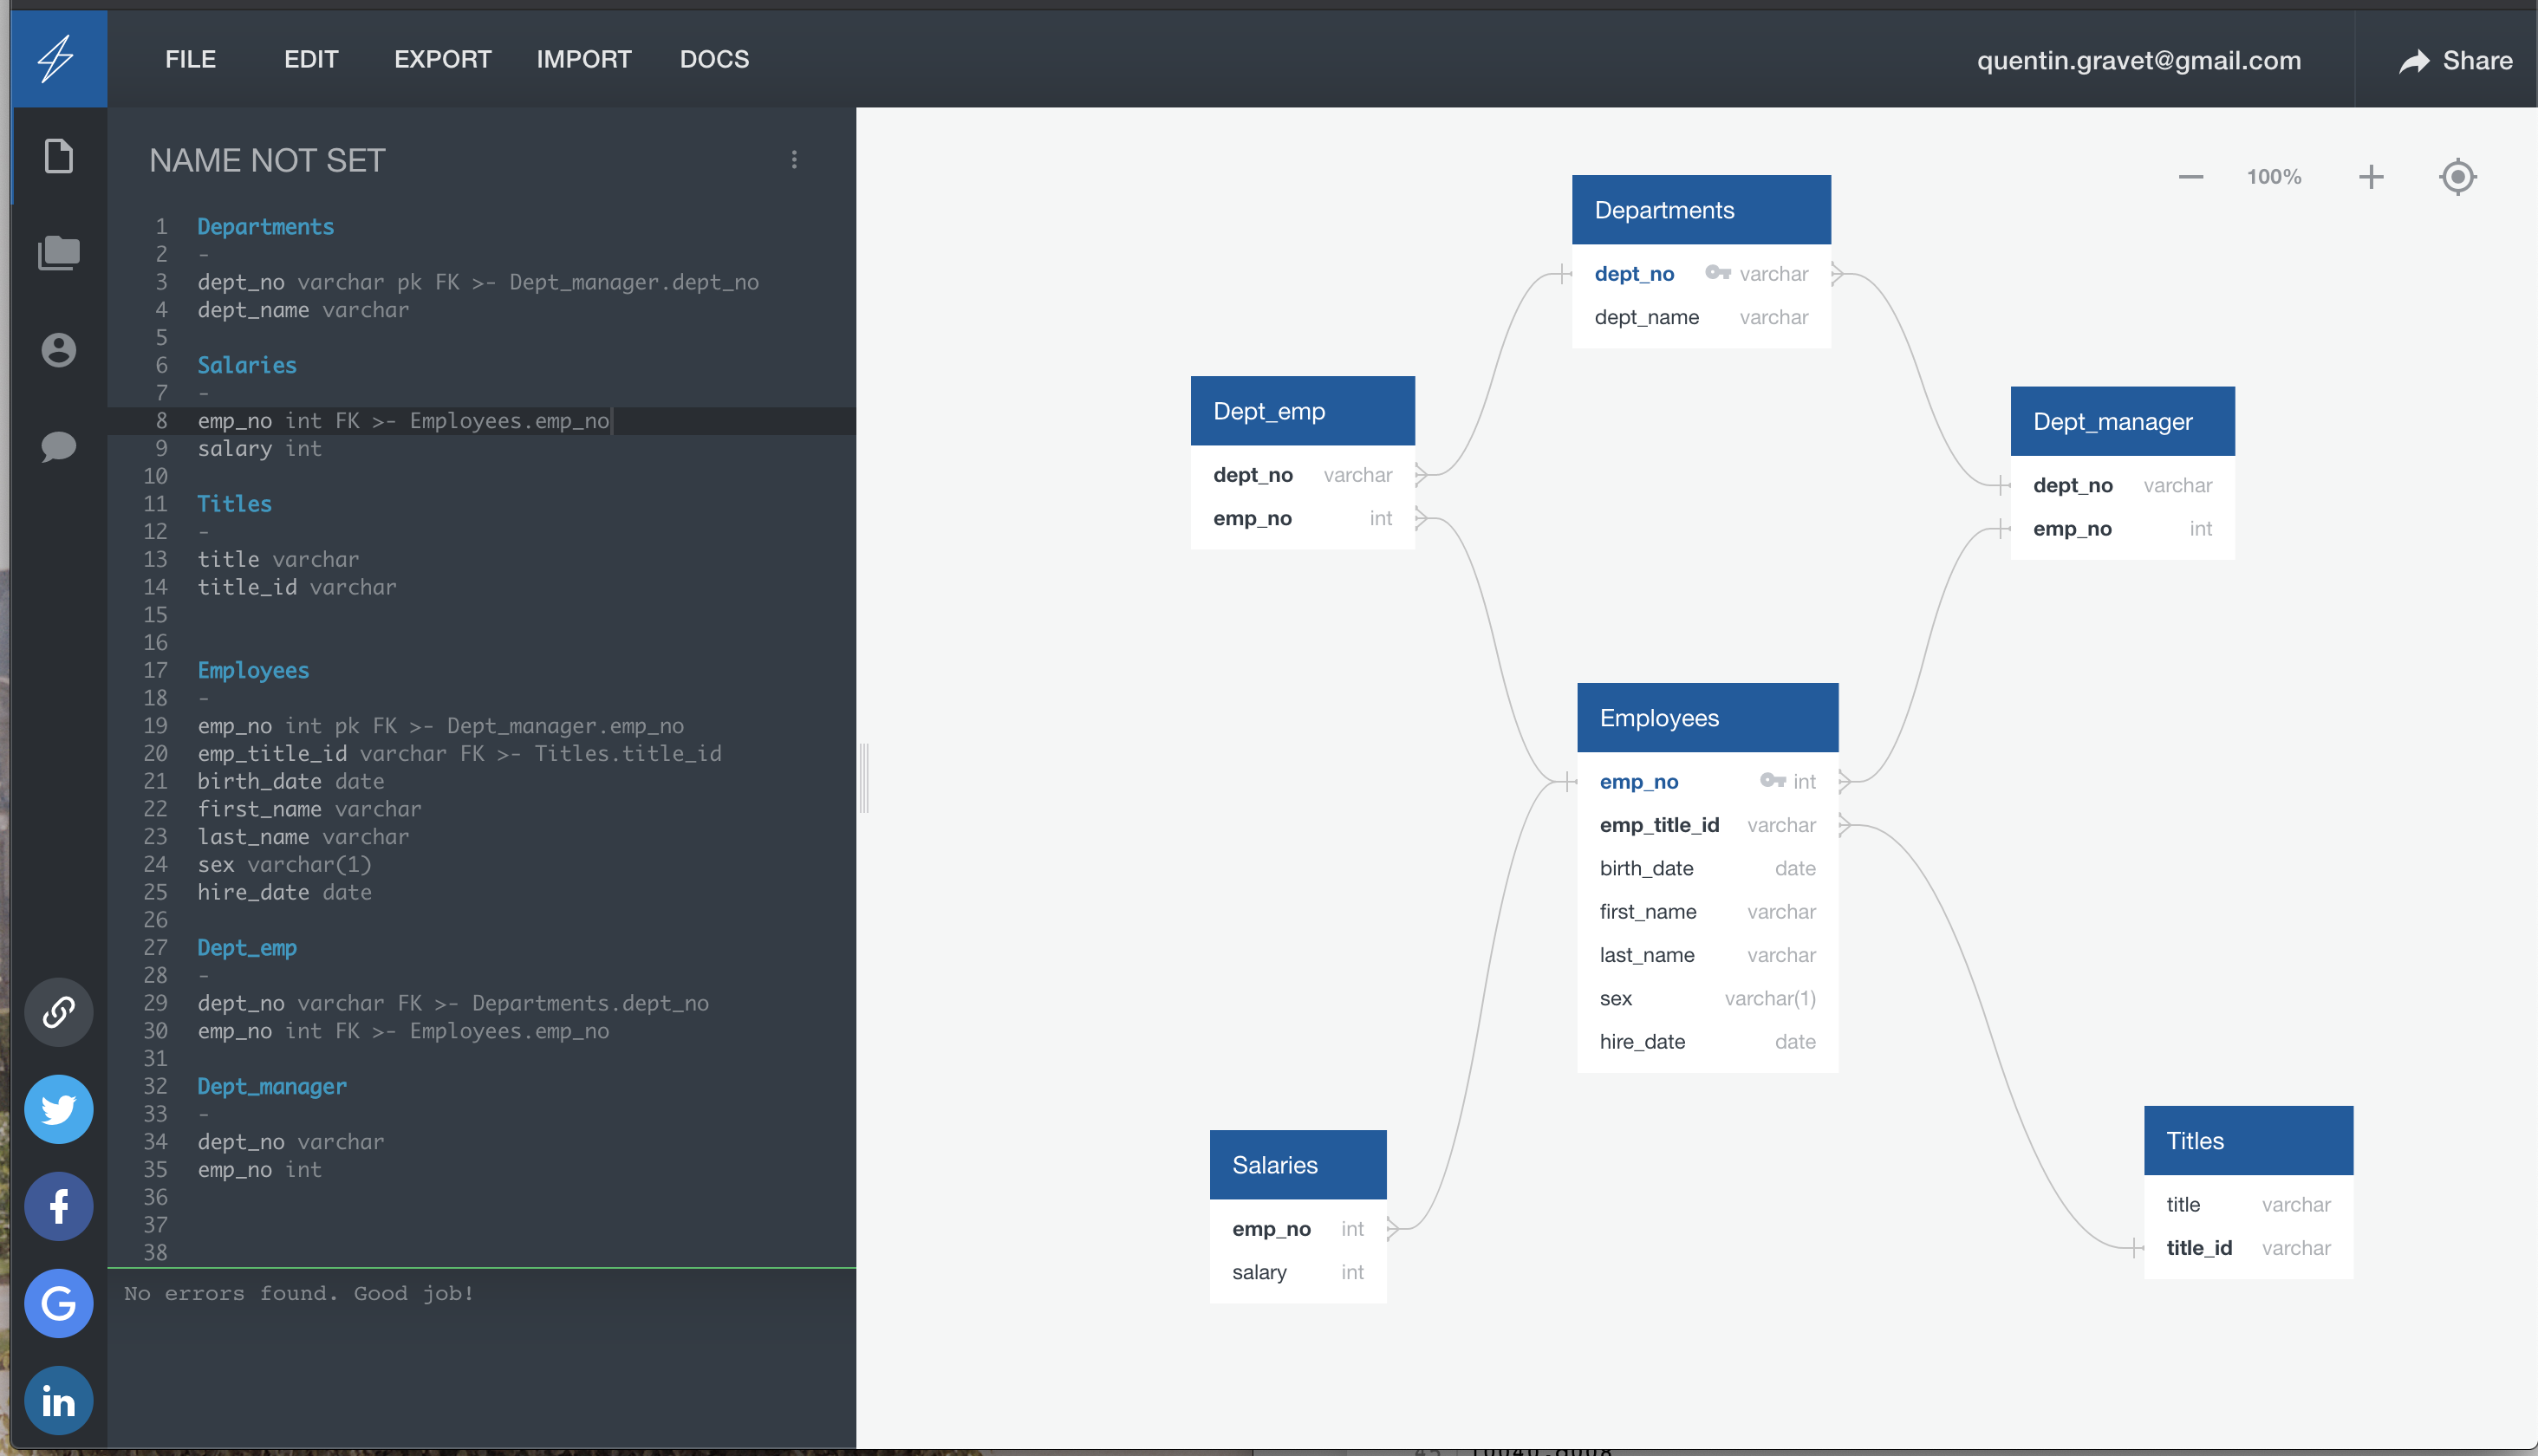 FILE EDIT EXPORT IMPORT DOCS quentin.gravet@gmail.com Share
NAME NOT SET
1 Departments
2 -
3 dept_no varchar pk FK >- Dept_manager.dept_no
4 dept_name varchar
5
6 Salaries
7 -
8 emp_no int FK >- Employees.emp_no
9 salary int
10
11 Titles
12 -
13 title varchar
14 title_id varchar
15
16
17 Employees
18 -
19 emp_no int pk FK >- Dept_manager.emp_no
20 emp_title_id varchar FK >- Titles.title_id
21 birth_date date
22 first_name varchar
23 last_name varchar
24 sex varchar(1)
25 hire_date date
26
27 Dept_emp
28 -
29 dept_no varchar FK >- Departments.dept_no
30 emp_no int FK >- Employees.emp_no
31
32 Dept_manager
33 -
34 dept_no varchar
35 emp_no int
36
37
38
No errors found. Good job!
100%
Departments
dept_no varchar
dept_name varchar
Dept_emp
dept_no varchar
emp_no int
Dept_manager
dept_no varchar
emp_no int
Employees
emp_no int
emp_title_id varchar
birth_date date
first_name varchar
last_name varchar
sex varchar(1)
hire_date date
Salaries
emp_no int
salary int
Titles
title varchar
title_id varchar